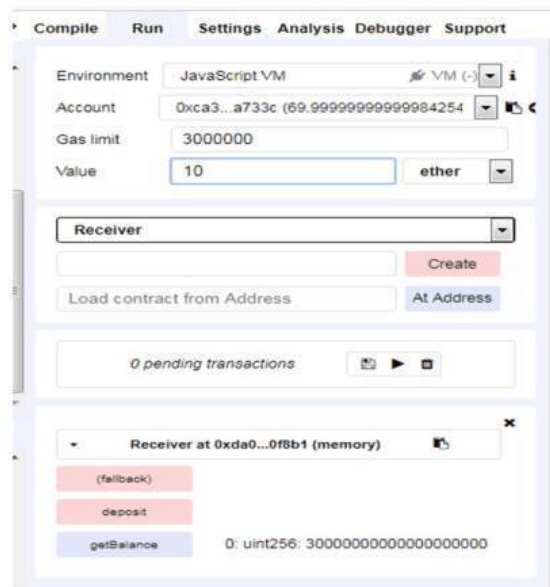 Compile Run Settings Analysis Debugger Support
Environment JavaScript VM VM (-) i
Account 0xca3...a733c (69.99999999999984254
Gas limit 3000000
Value 10 ether
Receiver
Create
Load contract from Address At Address
0 pending transactions
Receiver at 0xda0...0f8b1 (memory)
(fallback)
deposit
getBalance 0: uint256: 30000000000000000000